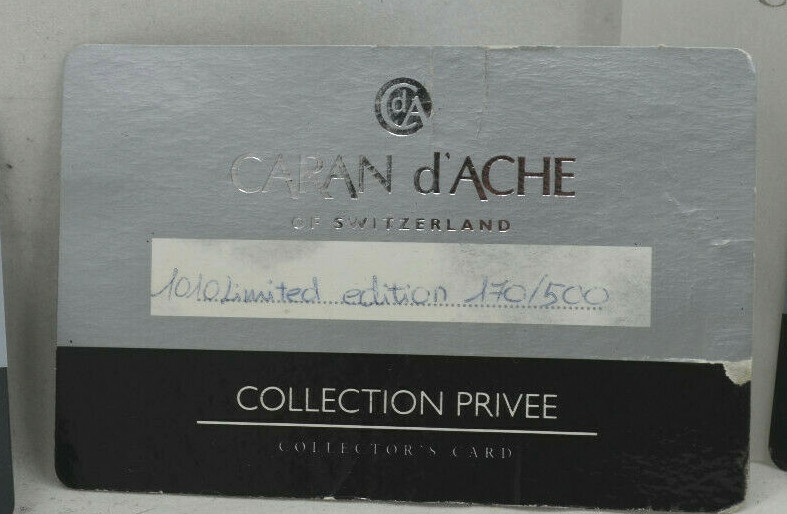 CdA
CARAN d'ACHE
OF SWITZERLAND
1010 Limited edition 170/500
COLLECTION PRIVEE
COLLECTOR'S CARD